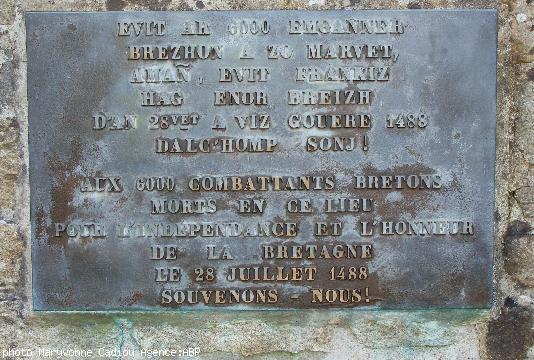 EVIT AR 6000 EMGANNER
BREZHON A ZO MARVET,
AMAÑ, EVIT FRANKIZ
HAG ENOR BREIZH
D'AN 28VET A VIZ GOUERE 1488
DALC'HOMP SONJ!
AUX 6000 COMBATTANTS BRETONS
MORTS EN CE LIEU
POUR L'INDEPENDANCE ET L'HONNEUR
DE LA BRETAGNE
LE 28 JUILLET 1488
SOUVENONS - NOUS!
photo Maryvonne Cadiou Agence:ABP